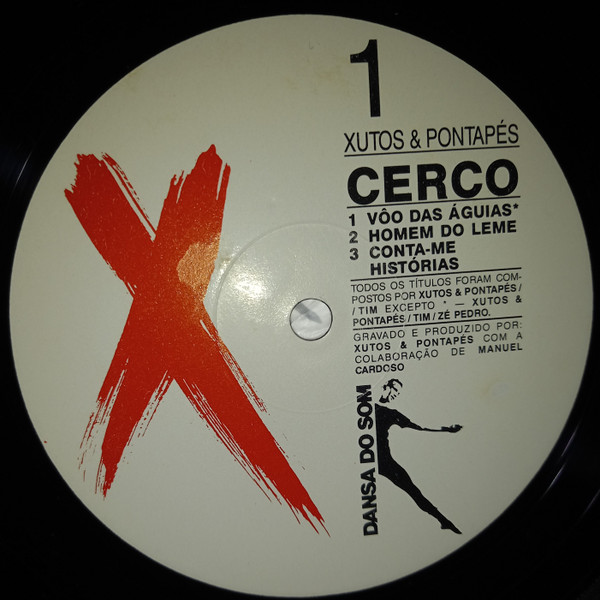 1
XUTOS & PONTAPÉS
CERCO
1 VÔO DAS ÁGUIAS*
2 HOMEM DO LEME
3 CONTA-ME
HISTÓRIAS
TODOS OS TÍTULOS FORAM COM-
POSTOS POR XUTOS & PONTAPÉS/
/TIM EXCEPTO * — XUTOS &
PONTAPÉS/TIM/ZÉ PEDRO.
GRAVADO E PRODUZIDO POR:
XUTOS & PONTAPÉS COM A
COLABORAÇÃO DE MANUEL
CARDOSO
DANSA DO SOM